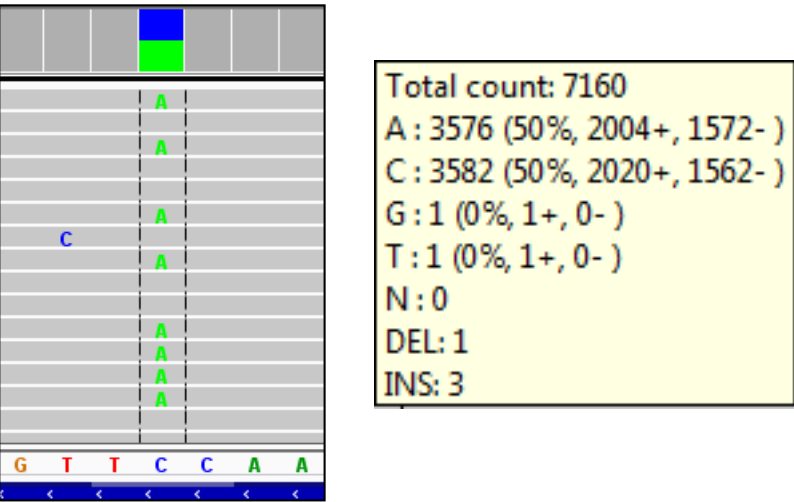 A
A
A
C
A
A
A
A
A
G T T C C A A
< < < < < < <
Total count: 7160
A : 3576 (50%, 2004+, 1572- )
C : 3582 (50%, 2020+, 1562- )
G : 1 (0%, 1+, 0- )
T : 1 (0%, 1+, 0- )
N : 0
DEL: 1
INS: 3